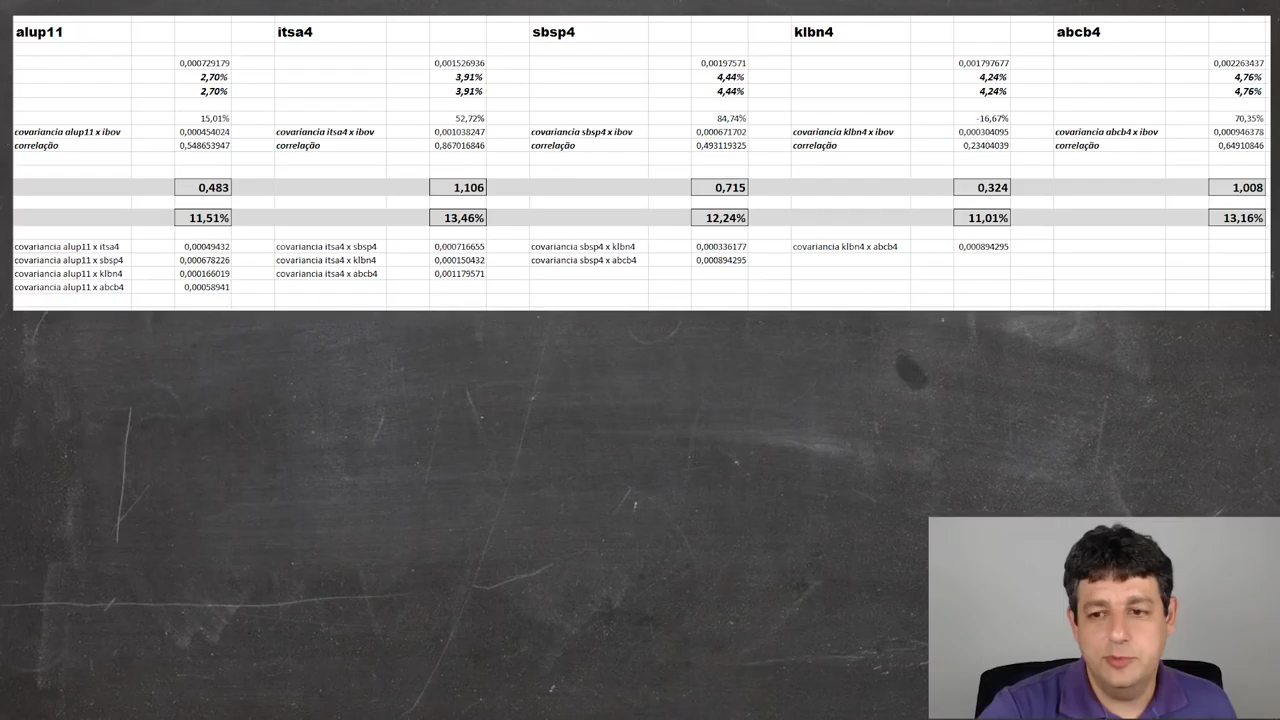 alup11 itsa4 sbsp4 klbn4 abcb4
0,000729179 0,001526936 0,00197571 0,001797677 0,002263437
2,70% 3,91% 4,44% 4,24% 4,76%
2,70% 3,91% 4,44% 4,24% 4,76%
15,01% 52,72% 84,74% -16,67% 70,35%
covariancia alup11 x ibov 0,000454024 covariancia itsa4 x ibov 0,001038247 covariancia sbsp4 x ibov 0,000671702 covariancia klbn4 x ibov 0,000304095 covariancia abcb4 x ibov 0,000946378
correlação 0,548653947 correlação 0,867016846 correlação 0,493119325 correlação 0,23404039 correlação 0,64910846
0,483 1,106 0,715 0,324 1,008
11,51% 13,46% 12,24% 11,01% 13,16%
covariancia alup11 x itsa4 0,00049432 covariancia itsa4 x sbsp4 0,000716655 covariancia sbsp4 x klbn4 0,000336177 covariancia klbn4 x abcb4 0,000894295
covariancia alup11 x sbsp4 0,000678226 covariancia itsa4 x klbn4 0,000150432 covariancia sbsp4 x abcb4 0,000894295
covariancia alup11 x klbn4 0,000166019 covariancia itsa4 x abcb4 0,001179571
covariancia alup11 x abcb4 0,00058941